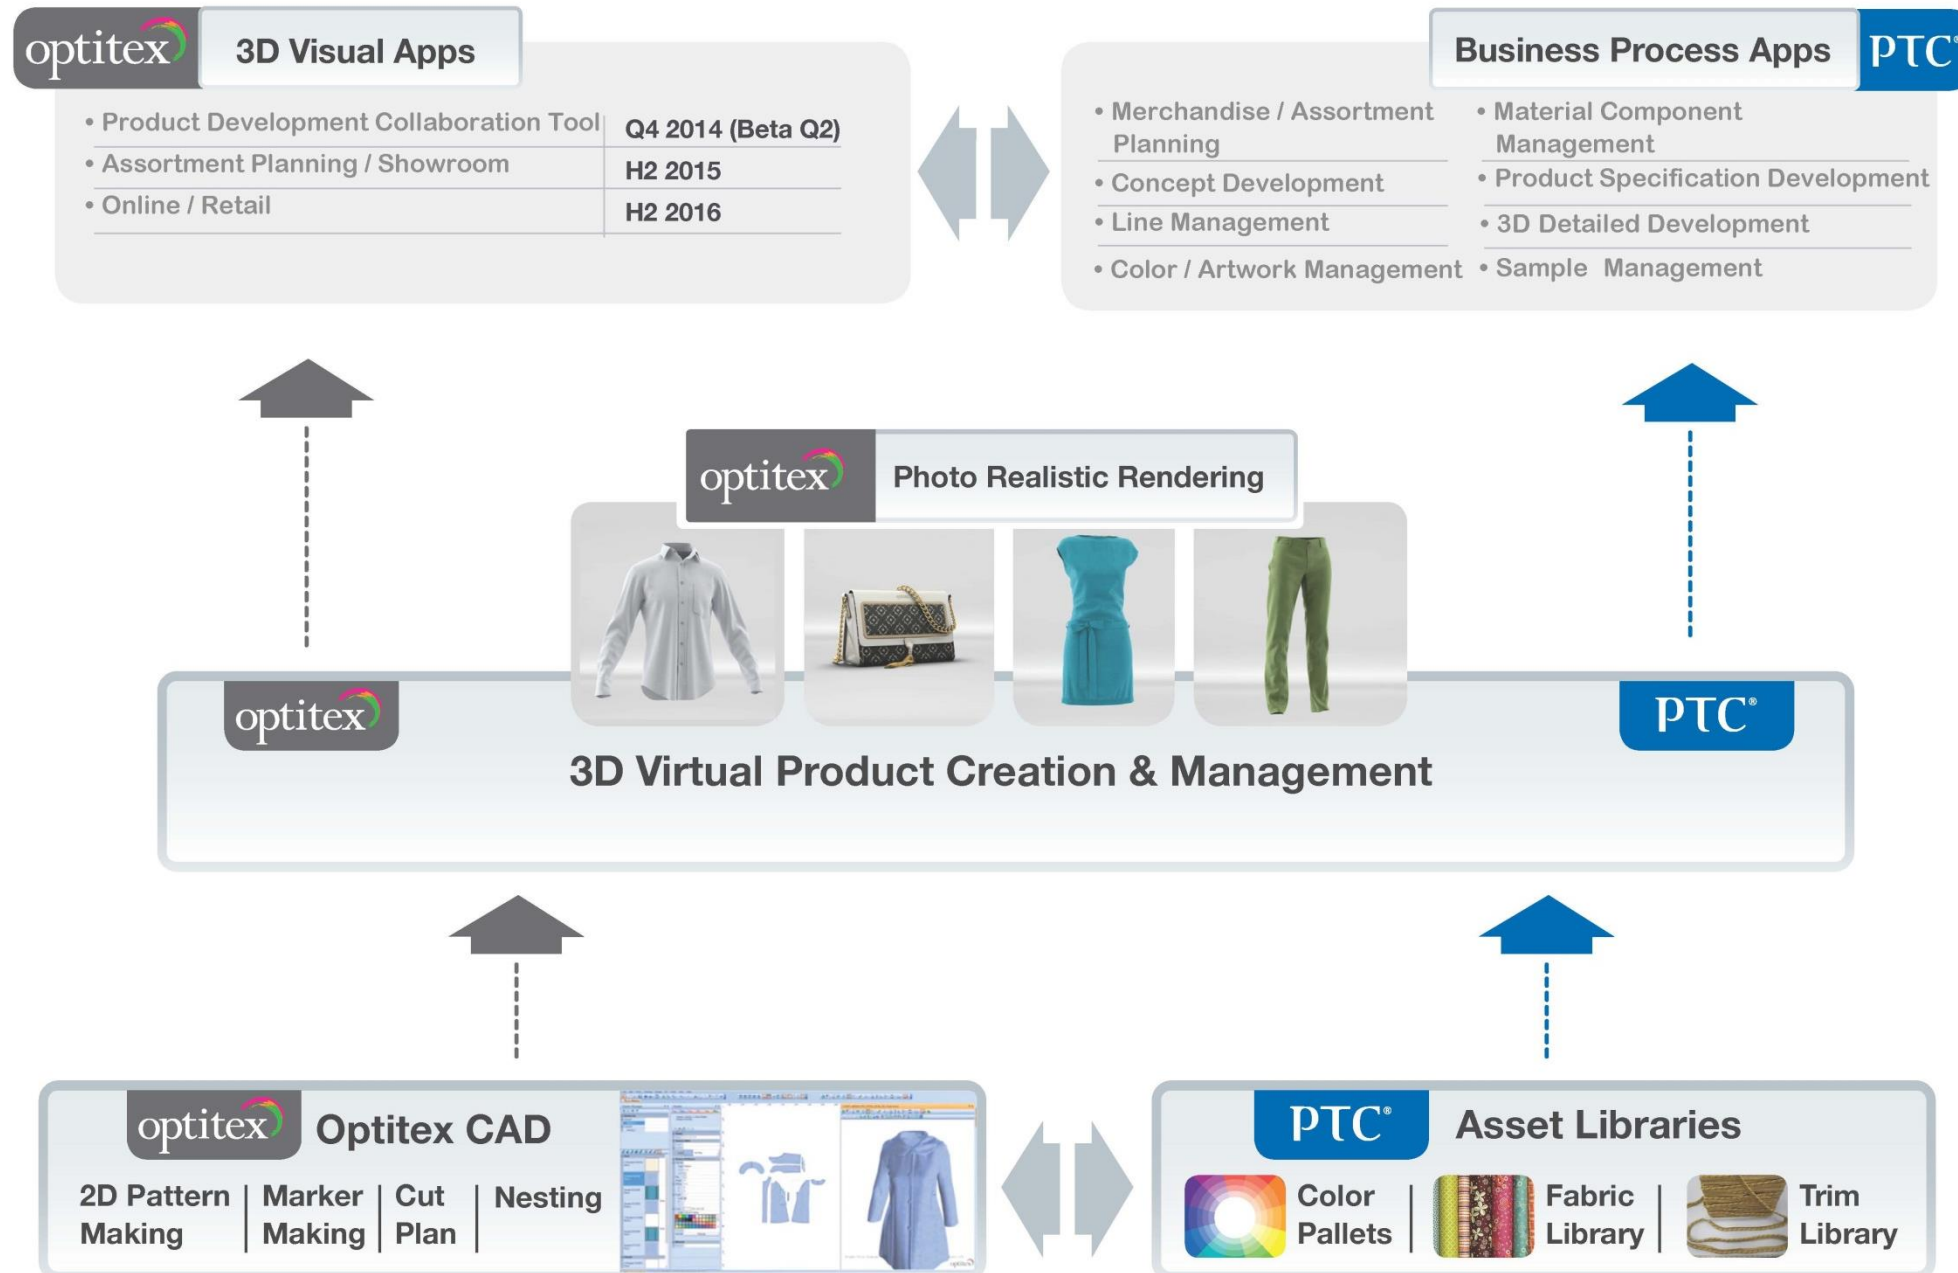 optitex
3D Visual Apps
• Product Development Collaboration Tool
Q4 2014 (Beta Q2)
• Assortment Planning / Showroom
H2 2015
• Online / Retail
H2 2016
Business Process Apps
PTC®
• Merchandise / Assortment
Planning
• Concept Development
• Line Management
• Color / Artwork Management
• Material Component
Management
• Product Specification Development
• 3D Detailed Development
• Sample Management
optitex
Photo Realistic Rendering
optitex
PTC®
3D Virtual Product Creation & Management
optitex
Optitex CAD
2D Pattern
Making
Marker
Making
Cut
Plan
Nesting
optitex
PTC®
Asset Libraries
Color
Pallets
Fabric
Library
Trim
Library